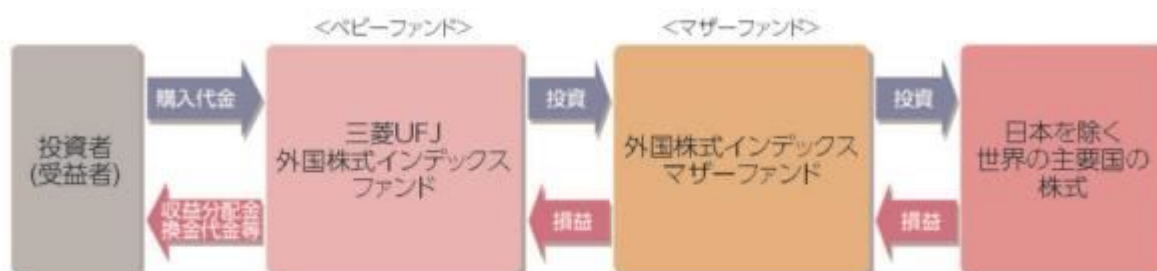 <ベビーファンド>
<マザーファンド>
投資者
(受益者)
購入代金
収益分配金
換金代金等
三菱UFJ
外国株式インデックス
ファンド
投資
損益
外国株式インデックス
マザーファンド
投資
損益
日本を除く
世界の主要国の
株式